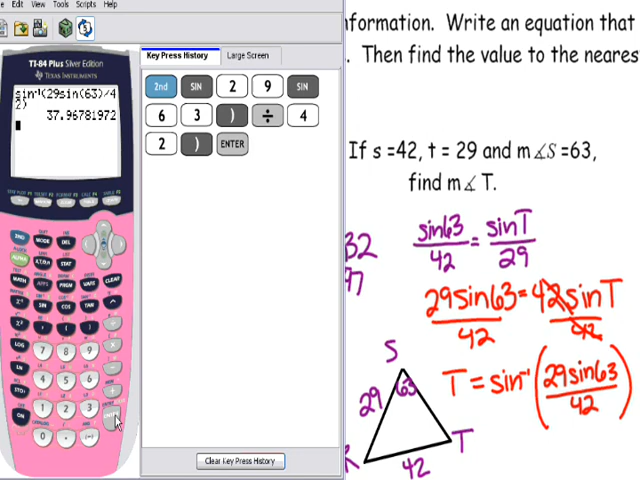 File Edit View Tools Scripts Help
TI-84 Plus Silver Edition
TEXAS INSTRUMENTS
sin⁻¹(29sin(63)/4
2)
37.96781972
Key Press History
Large Screen
2nd SIN 2 9 SIN
6 3 ) ÷ 4
2 ) ENTER
Clear Key Press History
nformation. Write an equation that
. Then find the value to the neares
If s =42, t = 29 and m∡S =63,
find m∡ T.
32
97
sin63/42 = sinT/29
29sin63/42 = 42sinT/42
T = sin⁻¹(29sin63/42)
S
63
29
T
42